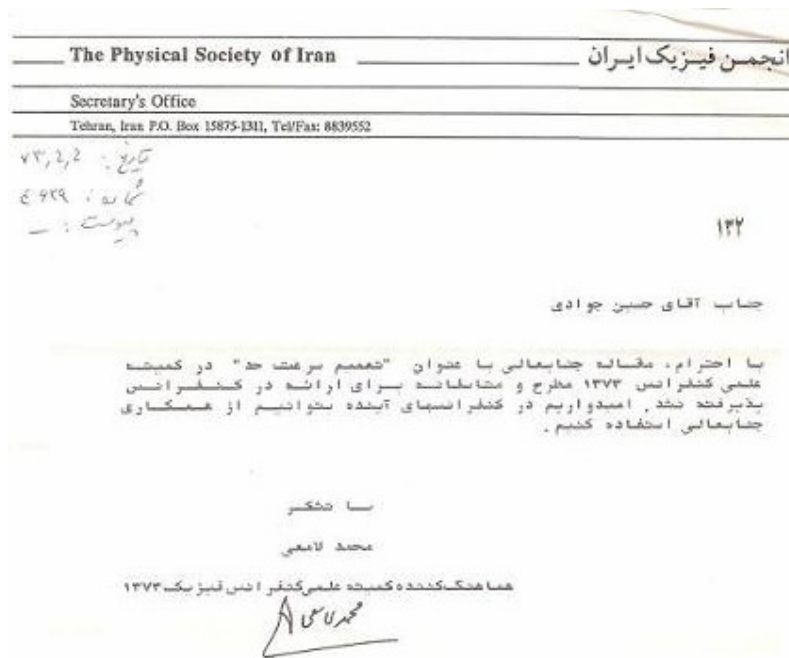 The Physical Society of Iran انجمن فیزیک ایران
Secretary's Office
Tehran, Iran P.O. Box 15875-1311, Tel/Fax: 8839552
تاریخ: ۷۳,۲,۲
شماره: ۹۲۹ ع
پیوست: ـ
۱۳۲
جناب آقای حسین جوادی
با احترام، مقاله جنابعالی با عنوان "تعمیم سرعت حد" در کمیته
علمی کنفرانس ۱۳۷۳ مطرح و متاسفانه برای ارائه در کنفرانس
پذیرفته نشد. امیدواریم در کنفرانسهای آینده بتوانیم از همکاری
جنابعالی استفاده کنیم.
با تشکر
محمد لامعی
هماهنگ‌کننده کمیته علمی کنفرانس فیزیک ۱۳۷۳